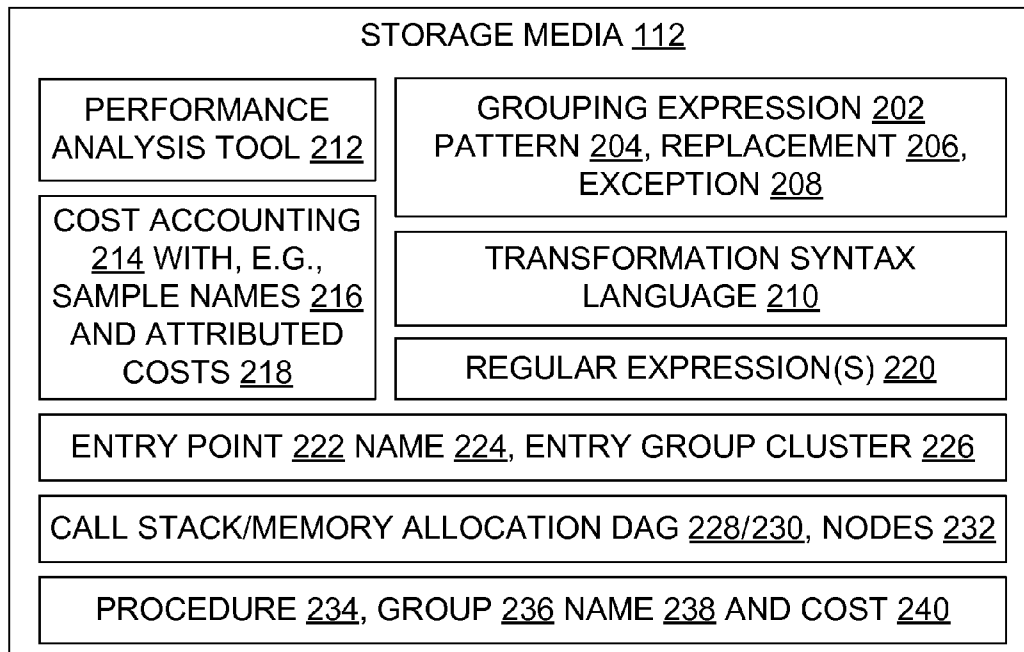 STORAGE MEDIA 112
PERFORMANCE
ANALYSIS TOOL 212
GROUPING EXPRESSION 202
PATTERN 204, REPLACEMENT 206,
EXCEPTION 208
COST ACCOUNTING
214 WITH, E.G.,
SAMPLE NAMES 216
AND ATTRIBUTED
COSTS 218
TRANSFORMATION SYNTAX
LANGUAGE 210
REGULAR EXPRESSION(S) 220
ENTRY POINT 222 NAME 224, ENTRY GROUP CLUSTER 226
CALL STACK/MEMORY ALLOCATION DAG 228/230, NODES 232
PROCEDURE 234, GROUP 236 NAME 238 AND COST 240